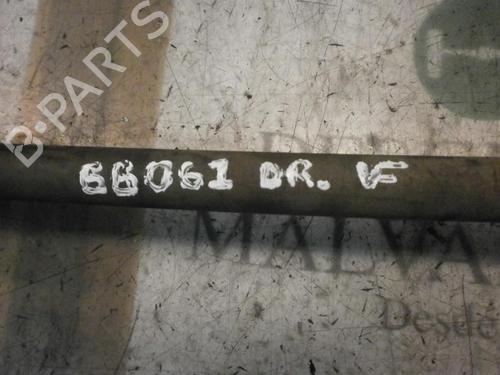 B-PARTS
66061 DR. VF
MALVA
Desde